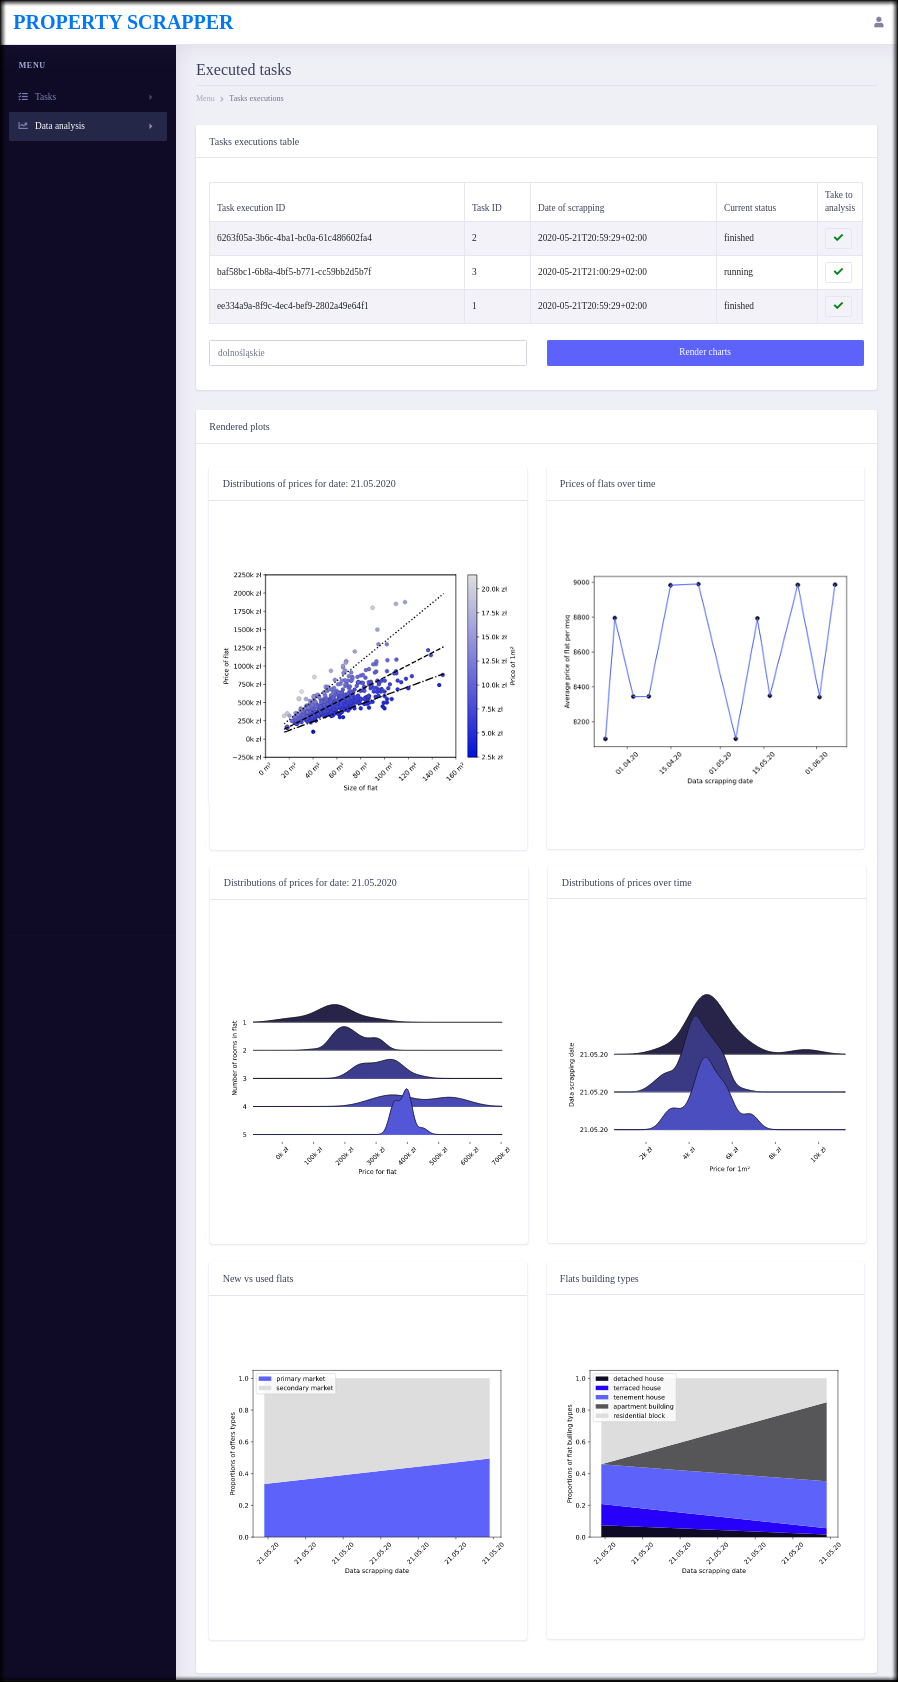 PROPERTY SCRAPPER
MENU
Tasks
Data analysis
Executed tasks
Menu > Tasks executions
Tasks executions table
Task execution ID Task ID Date of scrapping Current status Take to analysis
6263f05a-3b6c-4ba1-bc0a-61c486602fa4 2 2020-05-21T20:59:29+02:00 finished
baf58bc1-6b8a-4bf5-b771-cc59bb2d5b7f 3 2020-05-21T21:00:29+02:00 running
ee334a9a-8f9c-4ec4-bef9-2802a49e64f1 1 2020-05-21T20:59:29+02:00 finished
dolnośląskie
Render charts
Rendered plots
Distributions of prices for date: 21.05.2020
Price of flat
2250k zł
2000k zł
1750k zł
1500k zł
1250k zł
1000k zł
750k zł
500k zł
250k zł
0k zł
−250k zł
0 m² 20 m² 40 m² 60 m² 80 m² 100 m² 120 m² 140 m² 160 m²
Size of flat
20.0k zł
17.5k zł
15.0k zł
12.5k zł
10.0k zł
7.5k zł
5.0k zł
2.5k zł
Price of 1m²
Prices of flats over time
Average price of flat per msq
9000
8800
8600
8400
8200
01.04.20 15.04.20 01.05.20 15.05.20 01.06.20
Data scrapping date
Distributions of prices for date: 21.05.2020
Number of rooms in flat
1
2
3
4
5
0k zł 100k zł 200k zł 300k zł 400k zł 500k zł 600k zł 700k zł
Price for flat
Distributions of prices over time
Data scrapping date
21.05.20
21.05.20
21.05.20
2k zł 4k zł 6k zł 8k zł 10k zł
Price for 1m²
New vs used flats
primary market
secondary market
Proportions of offers types
1.0
0.8
0.6
0.4
0.2
0.0
21.05.20 21.05.20 21.05.20 21.05.20 21.05.20 21.05.20 21.05.20
Data scrapping date
Flats building types
detached house
terraced house
tenement house
apartment building
residential block
Proportions of flat builing types
1.0
0.8
0.6
0.4
0.2
0.0
21.05.20 21.05.20 21.05.20 21.05.20 21.05.20 21.05.20 21.05.20
Data scrapping date